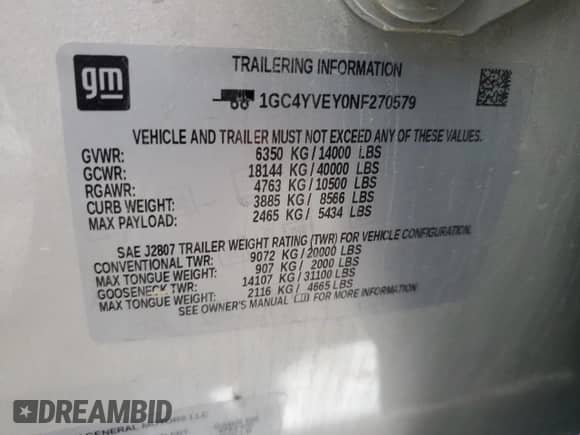 gm
TRAILERING INFORMATION
1GC4YVEY0NF270579
VEHICLE AND TRAILER MUST NOT EXCEED ANY OF THESE VALUES.
GVWR: 6350 KG/14000 LBS
GCWR: 18144 KG/40000 LBS
RGAWR: 4763 KG/10500 LBS
CURB WEIGHT: 3885 KG/ 8566 LBS
MAX PAYLOAD: 2465 KG/ 5434 LBS
SAE J2807 TRAILER WEIGHT RATING (TWR) FOR VEHICLE CONFIGURATION.
CONVENTIONAL TWR: 9072 KG/20000 LBS
MAX TONGUE WEIGHT: 907 KG/ 2000 LBS
GOOSENECK TWR: 14107 KG/31100 LBS
MAX TONGUE WEIGHT: 2116 KG/ 4665 LBS
SEE OWNER'S MANUAL FOR MORE INFORMATION
GENERAL MOTORS LLC
DREAMBID